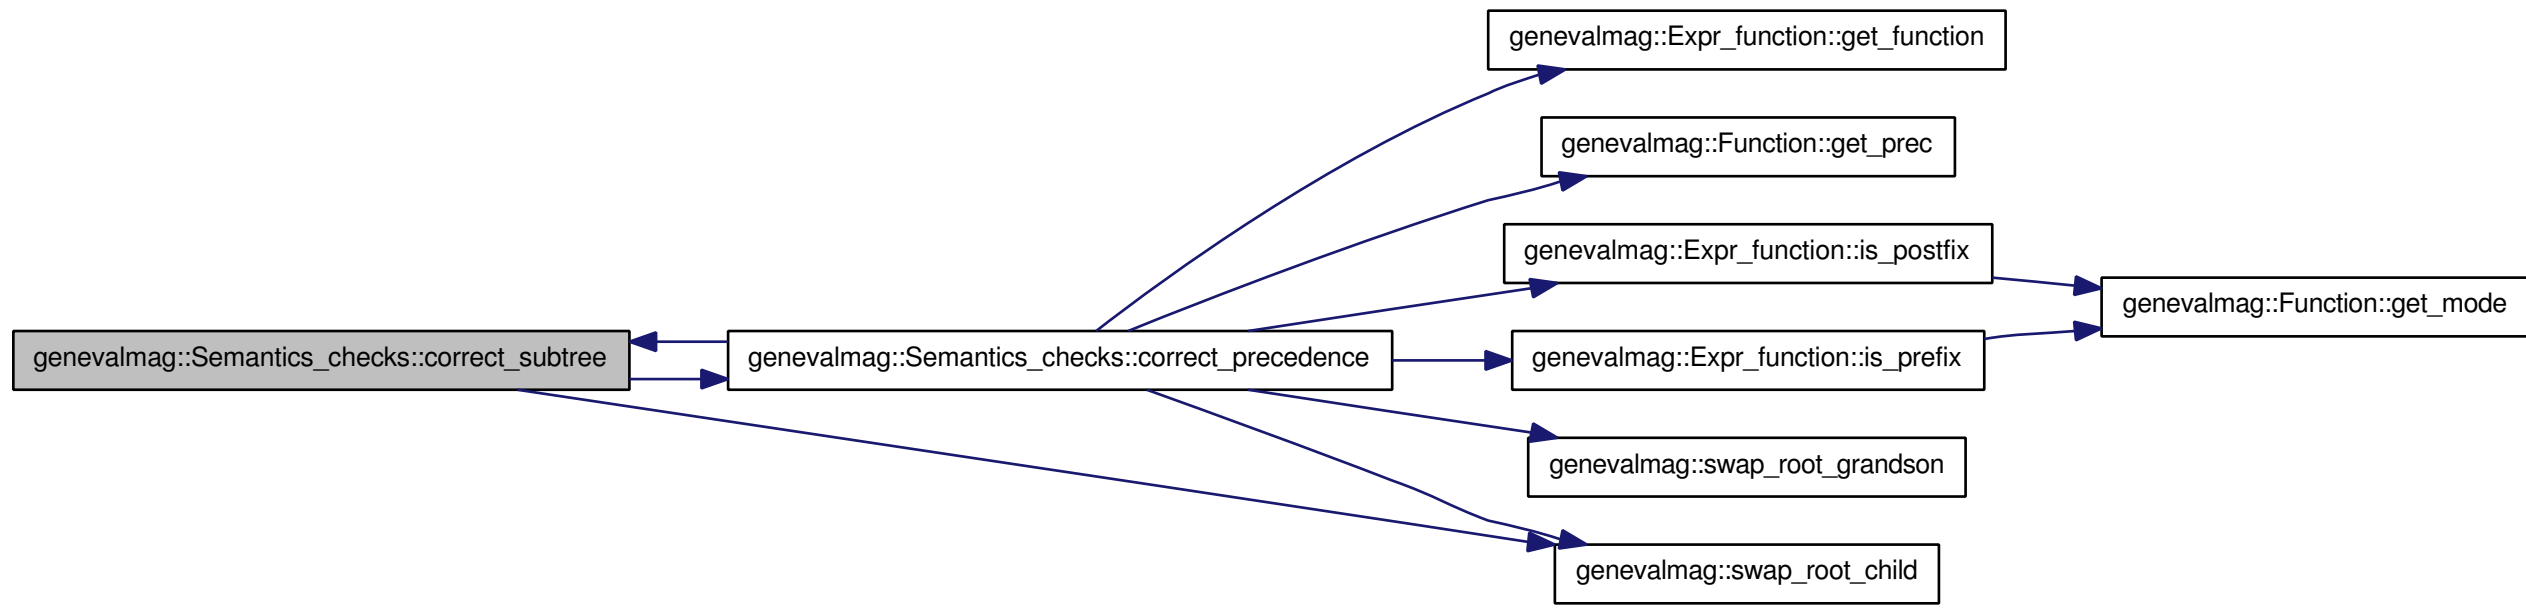 genevalmag::Expr_function::get_function
genevalmag::Function::get_prec
genevalmag::Expr_function::is_postfix
genevalmag::Function::get_mode
genevalmag::Semantics_checks::correct_subtree
genevalmag::Semantics_checks::correct_precedence
genevalmag::Expr_function::is_prefix
genevalmag::swap_root_grandson
genevalmag::swap_root_child